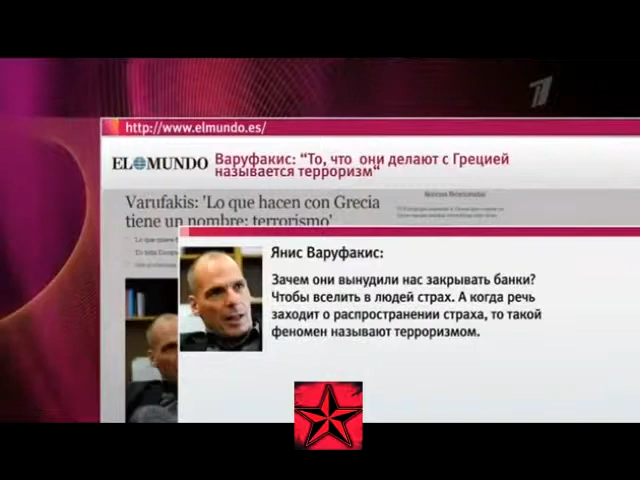 1
http://www.elmundo.es/
EL MUNDO
Варуфакис: “То, что они делают с Грецией
называется терроризм“
Varufakis: 'Lo que hacen con Grecia
tiene un nombre: terrorismo'
Янис Варуфакис:
Зачем они вынудили нас закрывать банки?
Чтобы вселить в людей страх. А когда речь
заходит о распространении страха, то такой
феномен называют терроризмом.